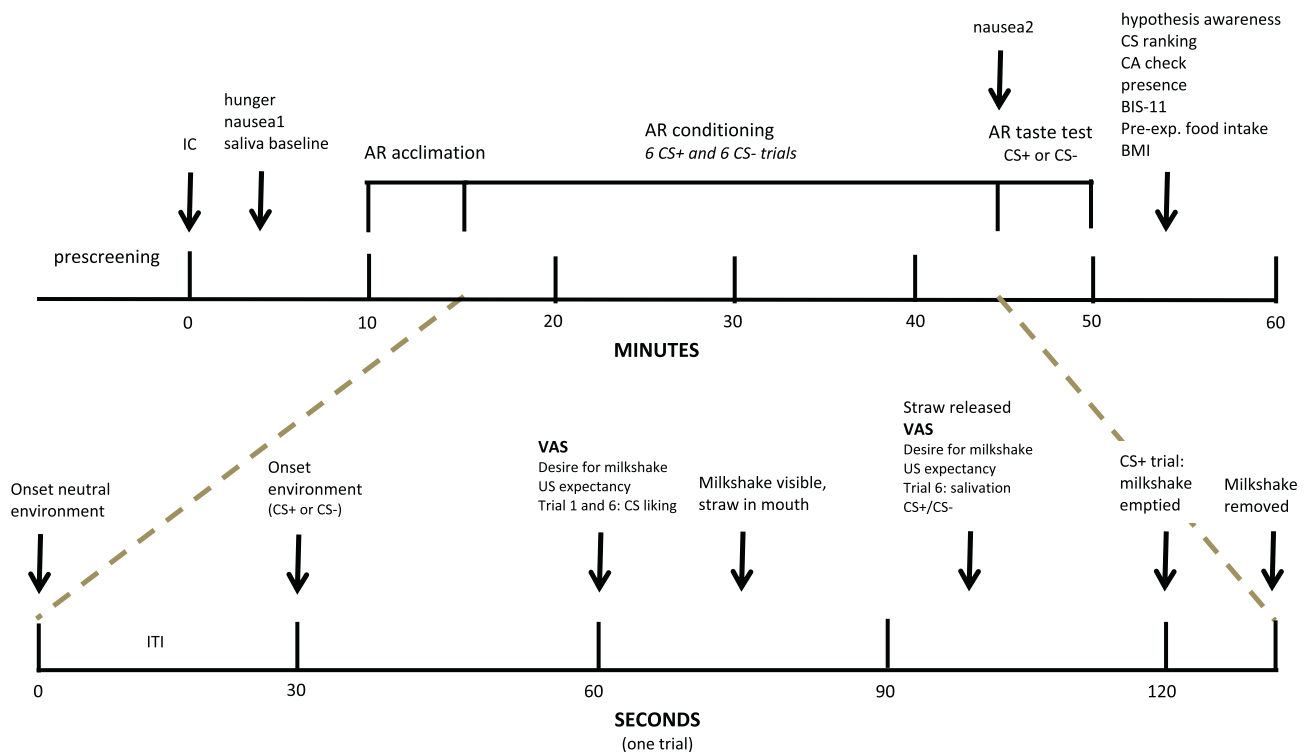 nausea2
hypothesis awareness
CS ranking
CA check
presence
BIS-11
Pre-exp. food intake
BMI
hunger
nausea1
saliva baseline
IC
AR acclimation
AR conditioning
6 CS+ and 6 CS- trials
AR taste test
CS+ or CS-
prescreening
0
10
20
30
40
50
60
MINUTES
Onset neutral
environment
Onset
environment
(CS+ or CS-)
VAS
Desire for milkshake
US expectancy
Trial 1 and 6: CS liking
Milkshake visible,
straw in mouth
Straw released
VAS
Desire for milkshake
US expectancy
Trial 6: salivation
CS+/CS-
CS+ trial:
milkshake
emptied
Milkshake
removed
ITI
0
30
60
90
120
SECONDS
(one trial)